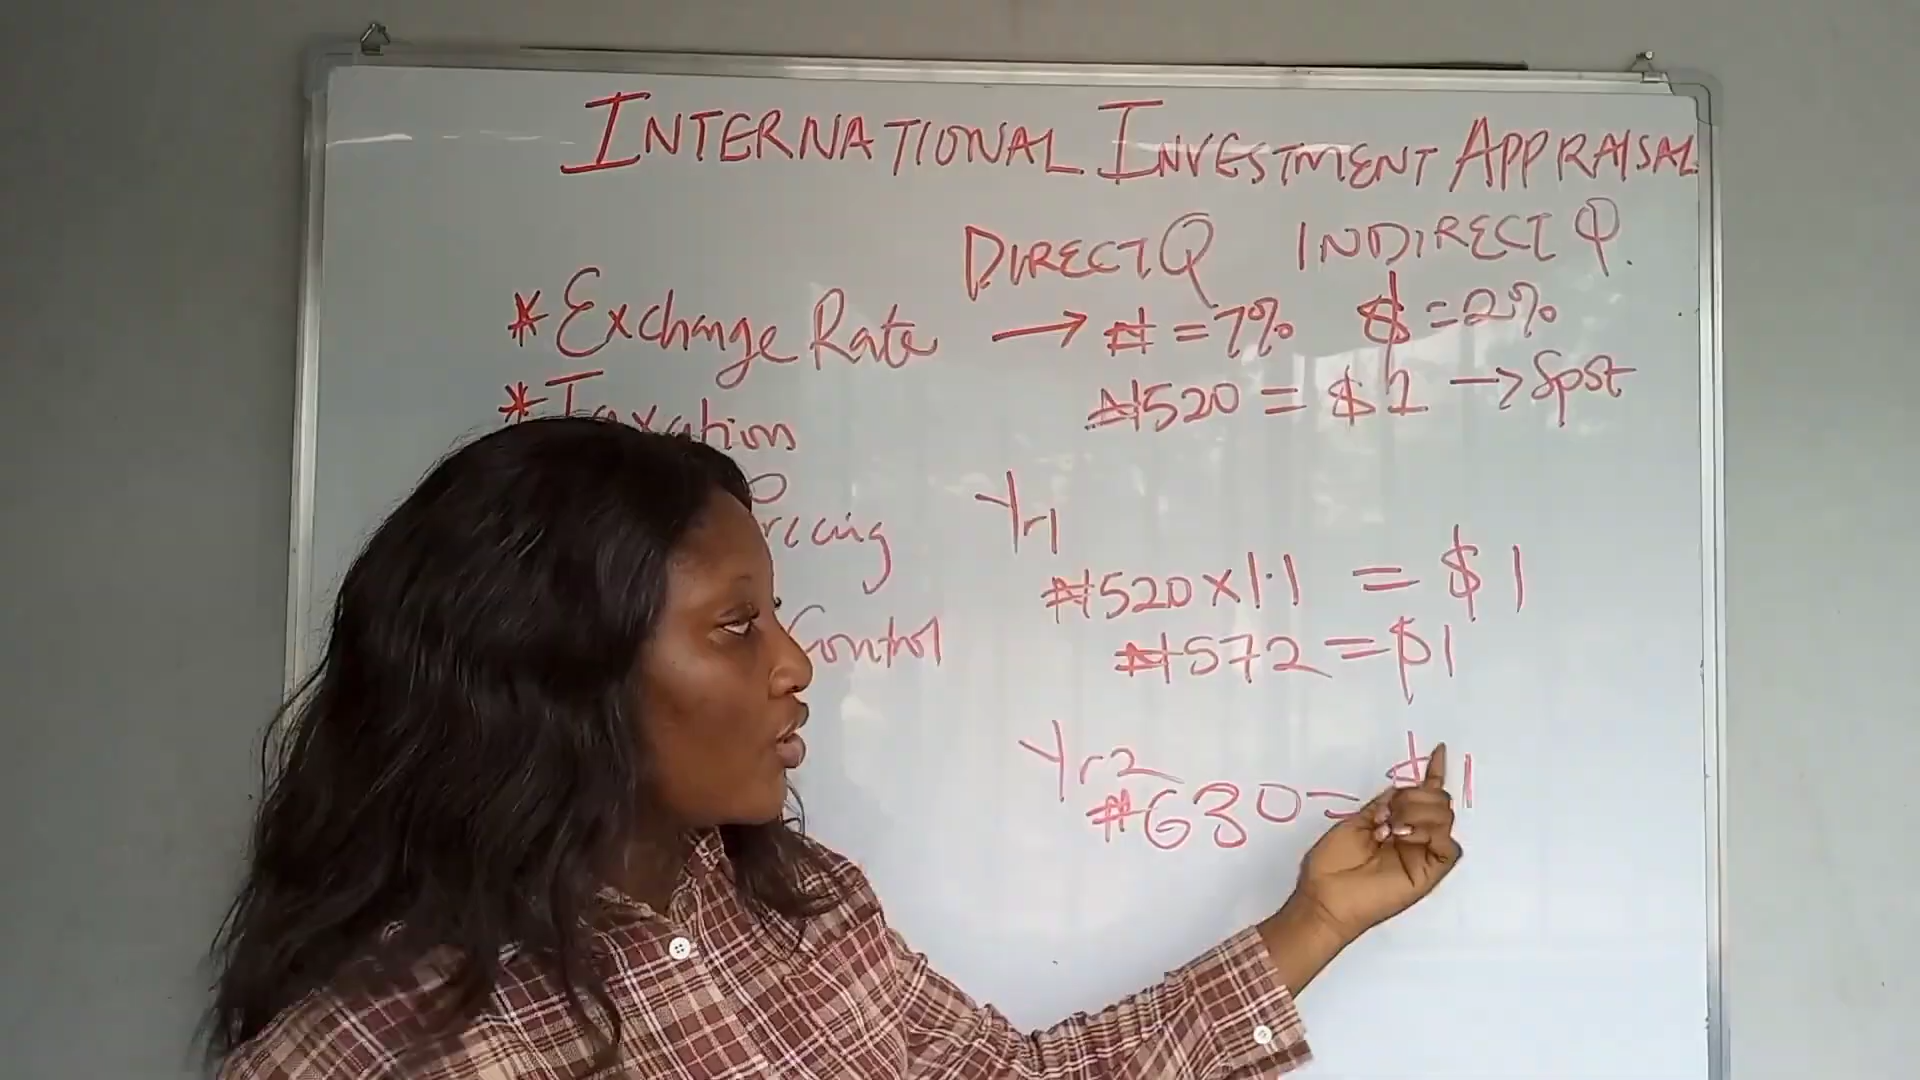 INTERNATIONAL INVESTMENT APPRAISAL
DIRECT Q INDIRECT Q.
* Exchange Rate → ₦ = 7% $ = 2%
₦520 = $1 → Spot
* Taxation
Yr1
₦520 x 1.1 = $1
Control
₦572 = $1
Yr2
₦630 = $1